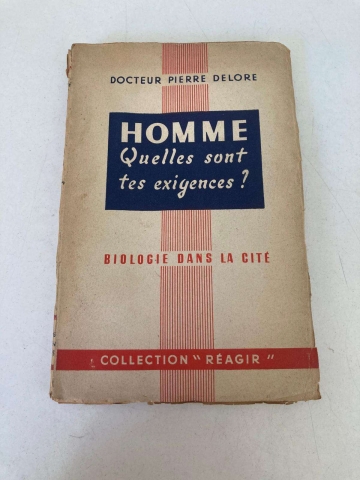 DOCTEUR PIERRE DELORE
HOMME
Quelles sont
tes exigences ?
BIOLOGIE DANS LA CITÉ
COLLECTION " RÉAGIR "